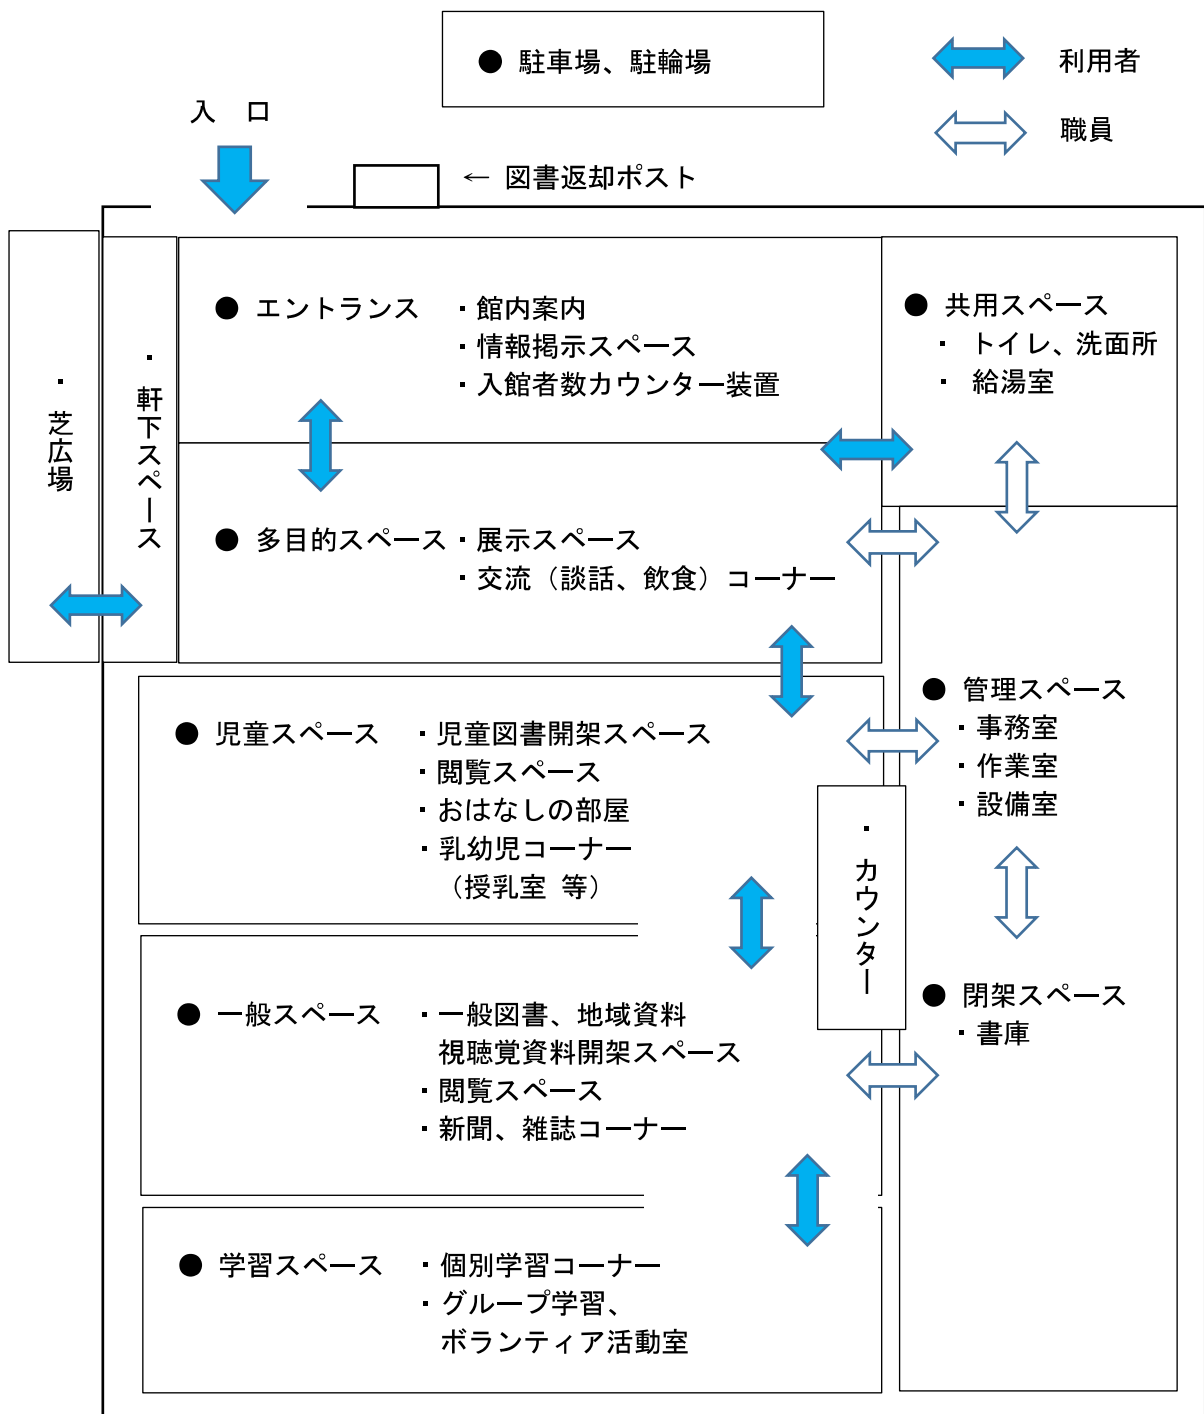 ● 駐車場、駐輪場
利用者
職員
入 口
← 図書返却ポスト
・芝広場
・軒下スペース
● エントランス ・館内案内
・情報掲示スペース
・入館者数カウンター装置
● 共用スペース
・ トイレ、洗面所
・ 給湯室
● 多目的スペース ・展示スペース
・交流（談話、飲食）コーナー
● 児童スペース ・児童図書開架スペース
・閲覧スペース
・おはなしの部屋
・乳幼児コーナー
（授乳室 等）
● 管理スペース
・事務室
・作業室
・設備室
・カウンター
● 一般スペース ・一般図書、地域資料
視聴覚資料開架スペース
・閲覧スペース
・新聞、雑誌コーナー
● 閉架スペース
・書庫
● 学習スペース ・個別学習コーナー
・グループ学習、
ボランティア活動室